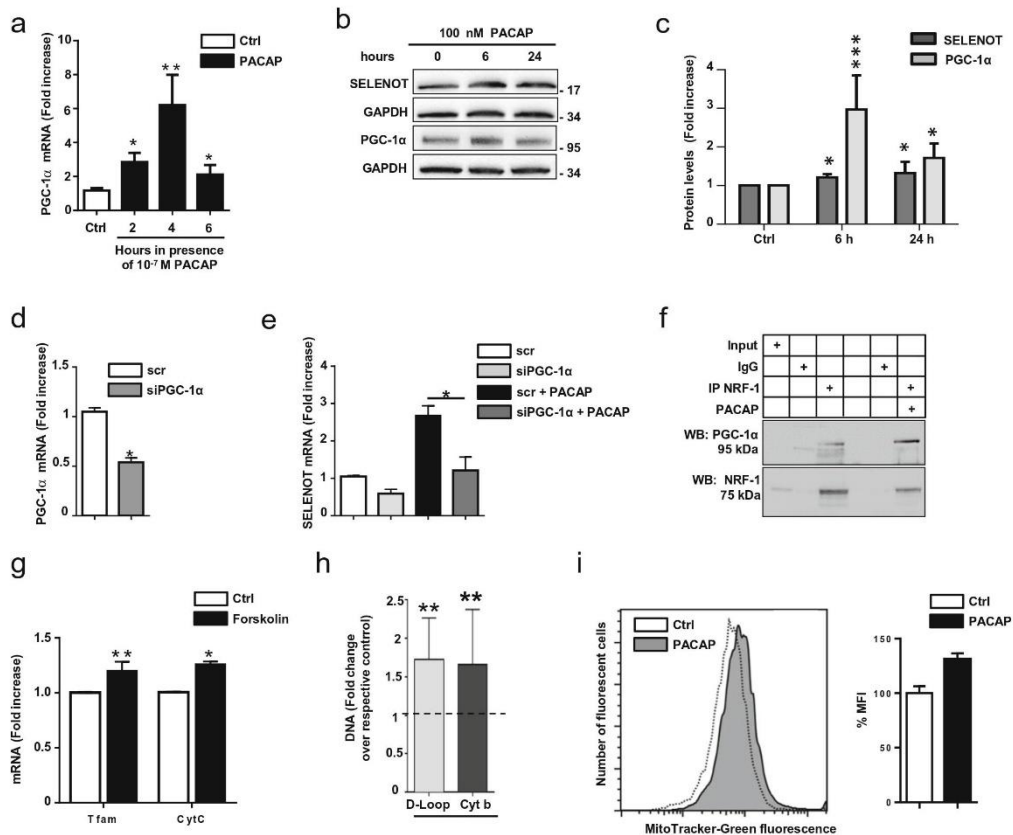 a
PGC-1α mRNA (Fold increase)
10
8
6
4
2
0
Ctrl
PACAP
*
**
*
Ctrl
2
4
6
Hours in presence
of 10⁻⁷ M PACAP
b
100 nM PACAP
hours 0 6 24
SELENOT - 17
GAPDH - 34
PGC-1α - 95
GAPDH - 34
c
Protein levels (Fold increase)
4
3
2
1
0
SELENOT
PGC-1α
*
***
*
*
Ctrl
6 h
24 h
d
PGC-1α mRNA (Fold increase)
1.5
1.0
0.5
0
scr
siPGC-1α
*
e
SELENOT mRNA (Fold increase)
4
3
2
1
0
scr
siPGC-1α
scr + PACAP
siPGC-1α + PACAP
*
f
Input +
IgG + +
IP NRF-1 + +
PACAP +
WB: PGC-1α
95 kDa
WB: NRF-1
75 kDa
g
mRNA (Fold increase)
1.5
1.0
0.5
0
Ctrl
Forskolin
**
*
Tfam
CytC
h
DNA (Fold change
over respective contrrol)
2.5
2
1.5
1
0.5
0
**
**
D-Loop
Cyt b
i
Number of fluorescent cells
Ctrl
PACAP
MitoTracker-Green fluorescence
% MFI
150
100
50
0
Ctrl
PACAP